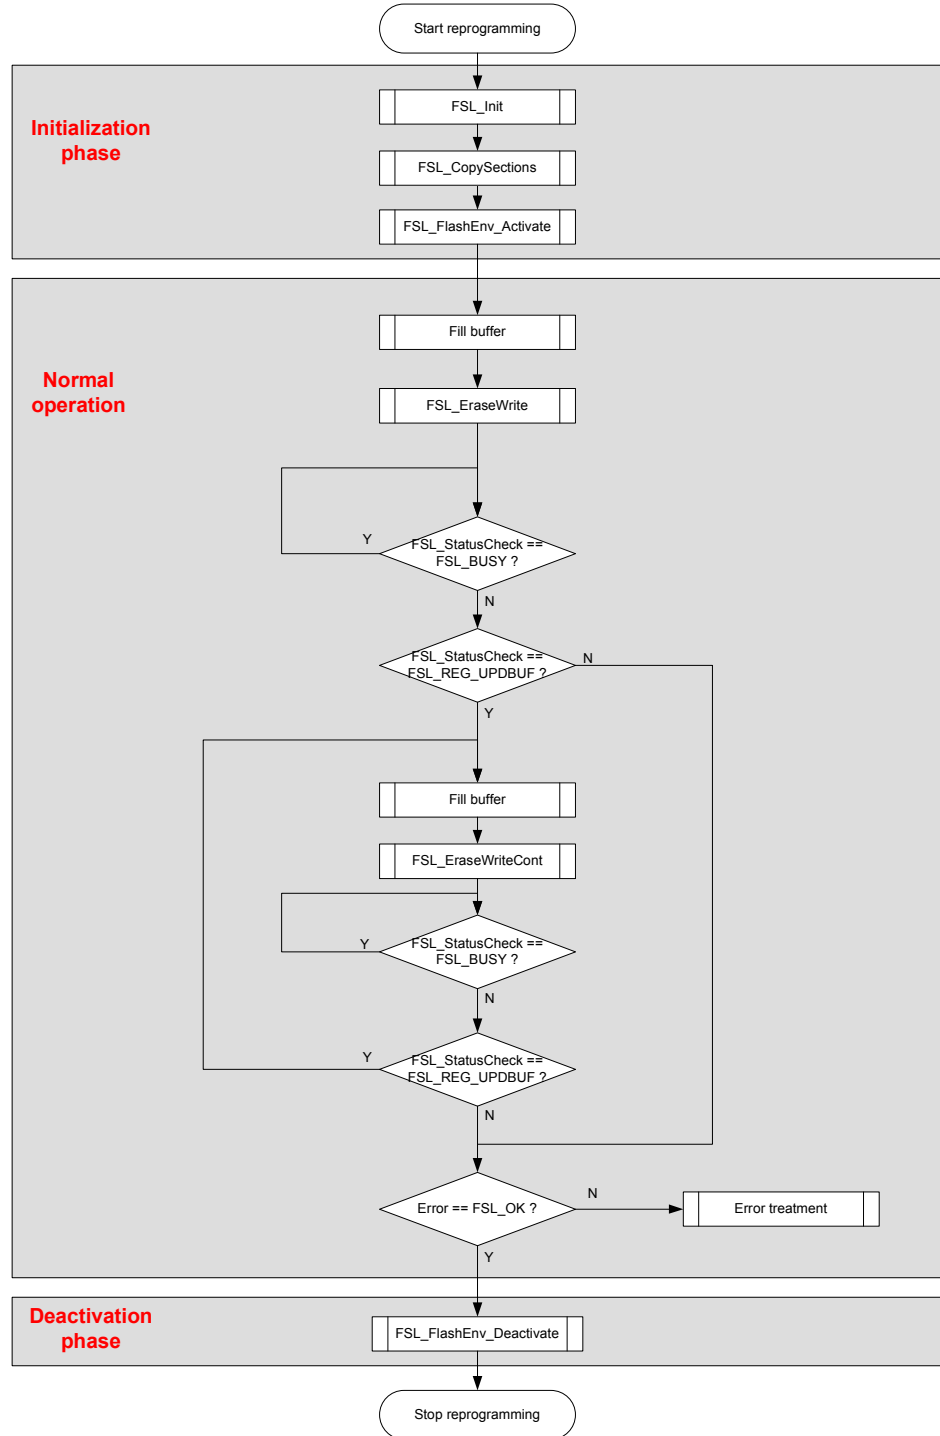 Start reprogramming
Initialization
phase
FSL_Init
FSL_CopySections
FSL_FlashEnv_Activate
Normal
operation
Fill buffer
FSL_EraseWrite
FSL_StatusCheck ==
FSL_BUSY ?
Y
N
FSL_StatusCheck ==
FSL_REG_UPDBUF ?
N
Y
Fill buffer
FSL_EraseWriteCont
FSL_StatusCheck ==
FSL_BUSY ?
Y
N
FSL_StatusCheck ==
FSL_REG_UPDBUF ?
Y
N
Error == FSL_OK ?
N
Error treatment
Y
Deactivation
phase
FSL_FlashEnv_Deactivate
Stop reprogramming